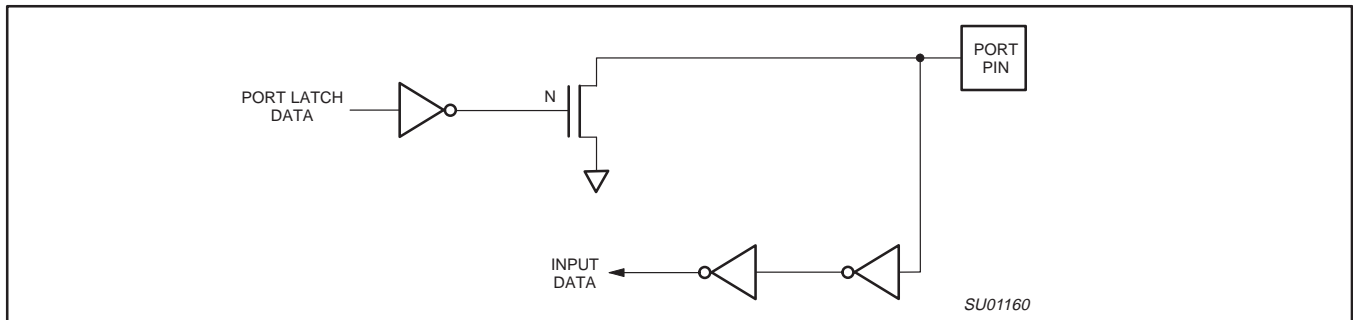 PORT
PIN
N
PORT LATCH
DATA
INPUT
DATA
SU01160